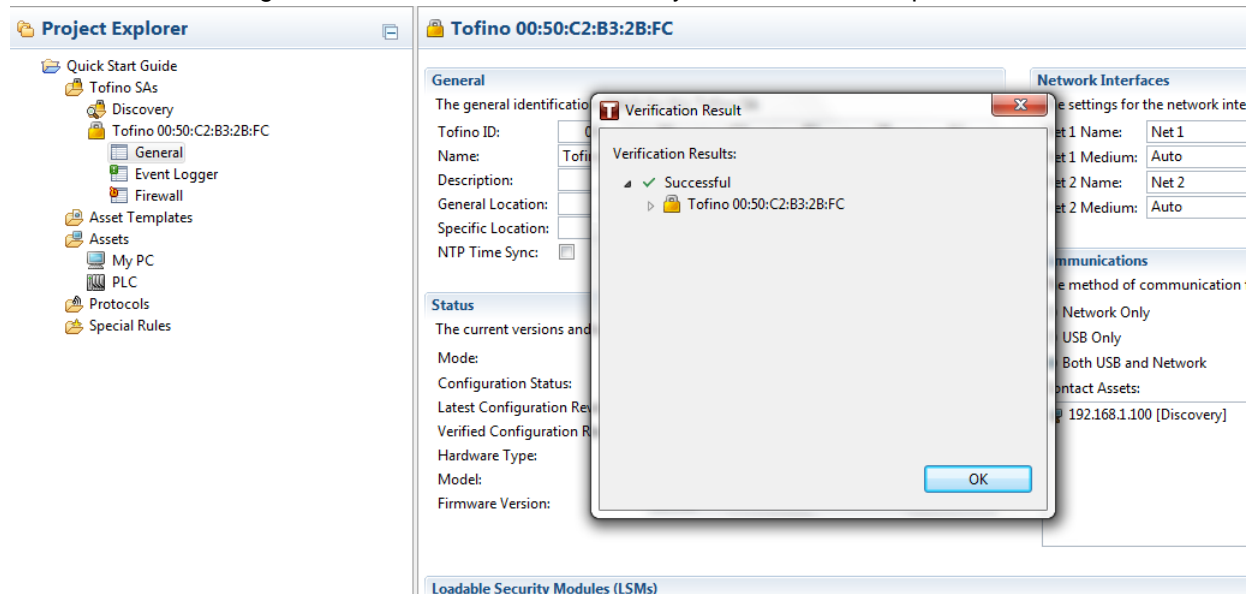 Project Explorer
Quick Start Guide
Tofino SAs
Discovery
Tofino 00:50:C2:B3:2B:FC
General
Event Logger
Firewall
Asset Templates
Assets
My PC
PLC
Protocols
Special Rules
Tofino 00:50:C2:B3:2B:FC
General
The general identificatio
Tofino ID:
Name: Tofi
Description:
General Location:
Specific Location:
NTP Time Sync:
Status
The current versions and
Mode:
Configuration Status:
Latest Configuration Rev
Verified Configuration R
Hardware Type:
Model:
Firmware Version:
Loadable Security Modules (LSMs)
Verification Result
Verification Results:
Successful
Tofino 00:50:C2:B3:2B:FC
OK
Network Interfaces
e settings for the network inte
et 1 Name: Net 1
et 1 Medium: Auto
et 2 Name: Net 2
et 2 Medium: Auto
mmunications
e method of communication
Network Only
USB Only
Both USB and Network
ontact Assets:
192.168.1.100 [Discovery]